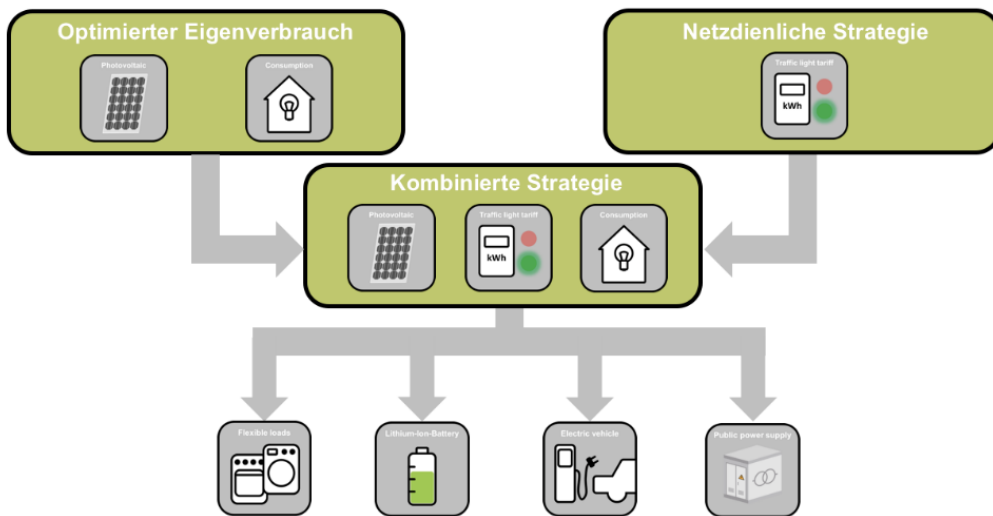 Optimierter Eigenverbrauch
Photovoltaic
Consumption
Netzdienliche Strategie
Traffic light tariff
kWh
Kombinierte Strategie
Photovoltaic
Traffic light tariff
kWh
Consumption
Flexible loads
Lithium-Ion-Battery
Electric vehicle
Public power supply